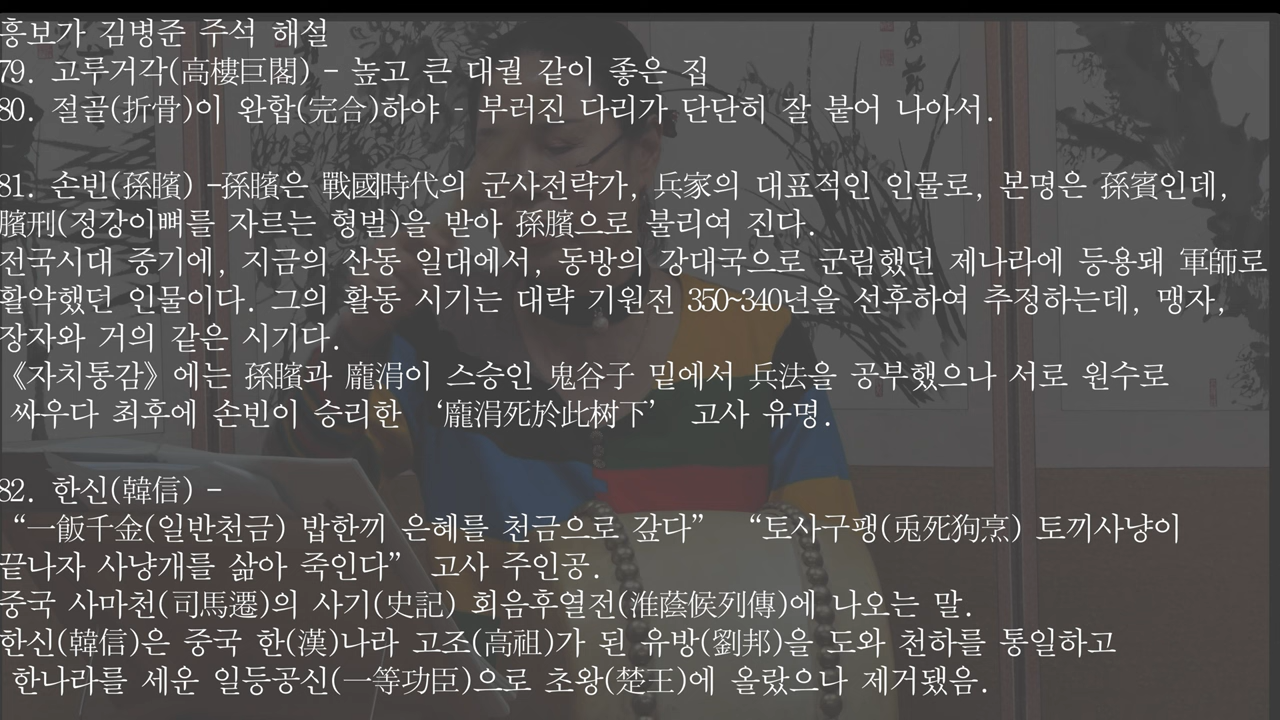 흥보가 김병준 주석 해설
79. 고루거각(高樓巨閣) - 높고 큰 대궐 같이 좋은 집
80. 절골(折骨)이 완합(完合)하야 - 부러진 다리가 단단히 잘 붙어 나아서.
81. 손빈(孫臏) -孫臏은 戰國時代의 군사전략가, 兵家의 대표적인 인물로, 본명은 孫賓인데,
臏刑(정강이뼈를 자르는 형벌)을 받아 孫臏으로 불리여 진다.
전국시대 중기에, 지금의 산동 일대에서, 동방의 강대국으로 군림했던 제나라에 등용돼 軍師로
활약했던 인물이다. 그의 활동 시기는 대략 기원전 350~340년을 선후하여 추정하는데, 맹자,
장자와 거의 같은 시기다.
《자치통감》에는 孫臏과 龐涓이 스승인 鬼谷子 밑에서 兵法을 공부했으나 서로 원수로
싸우다 최후에 손빈이 승리한 ‘龐涓死於此树下’ 고사 유명.
82. 한신(韓信) -
“一飯千金(일반천금) 밥한끼 은혜를 천금으로 갚다” “토사구팽(兎死狗烹) 토끼사냥이
끝나자 사냥개를 삶아 죽인다” 고사 주인공.
중국 사마천(司馬遷)의 사기(史記) 회음후열전(淮蔭候列傳)에 나오는 말.
한신(韓信)은 중국 한(漢)나라 고조(高祖)가 된 유방(劉邦)을 도와 천하를 통일하고
한나라를 세운 일등공신(一等功臣)으로 초왕(楚王)에 올랐으나 제거됐음.